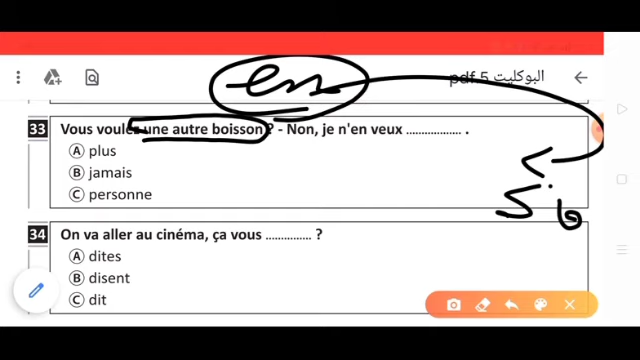 en
البوكليت 5 pdf
33 Vous voulez une autre boisson ? - Non, je n'en veux .................. .
A plus
B jamais
C personne
34 On va aller au cinéma, ça vous ............... ?
A dites
B disent
C dit